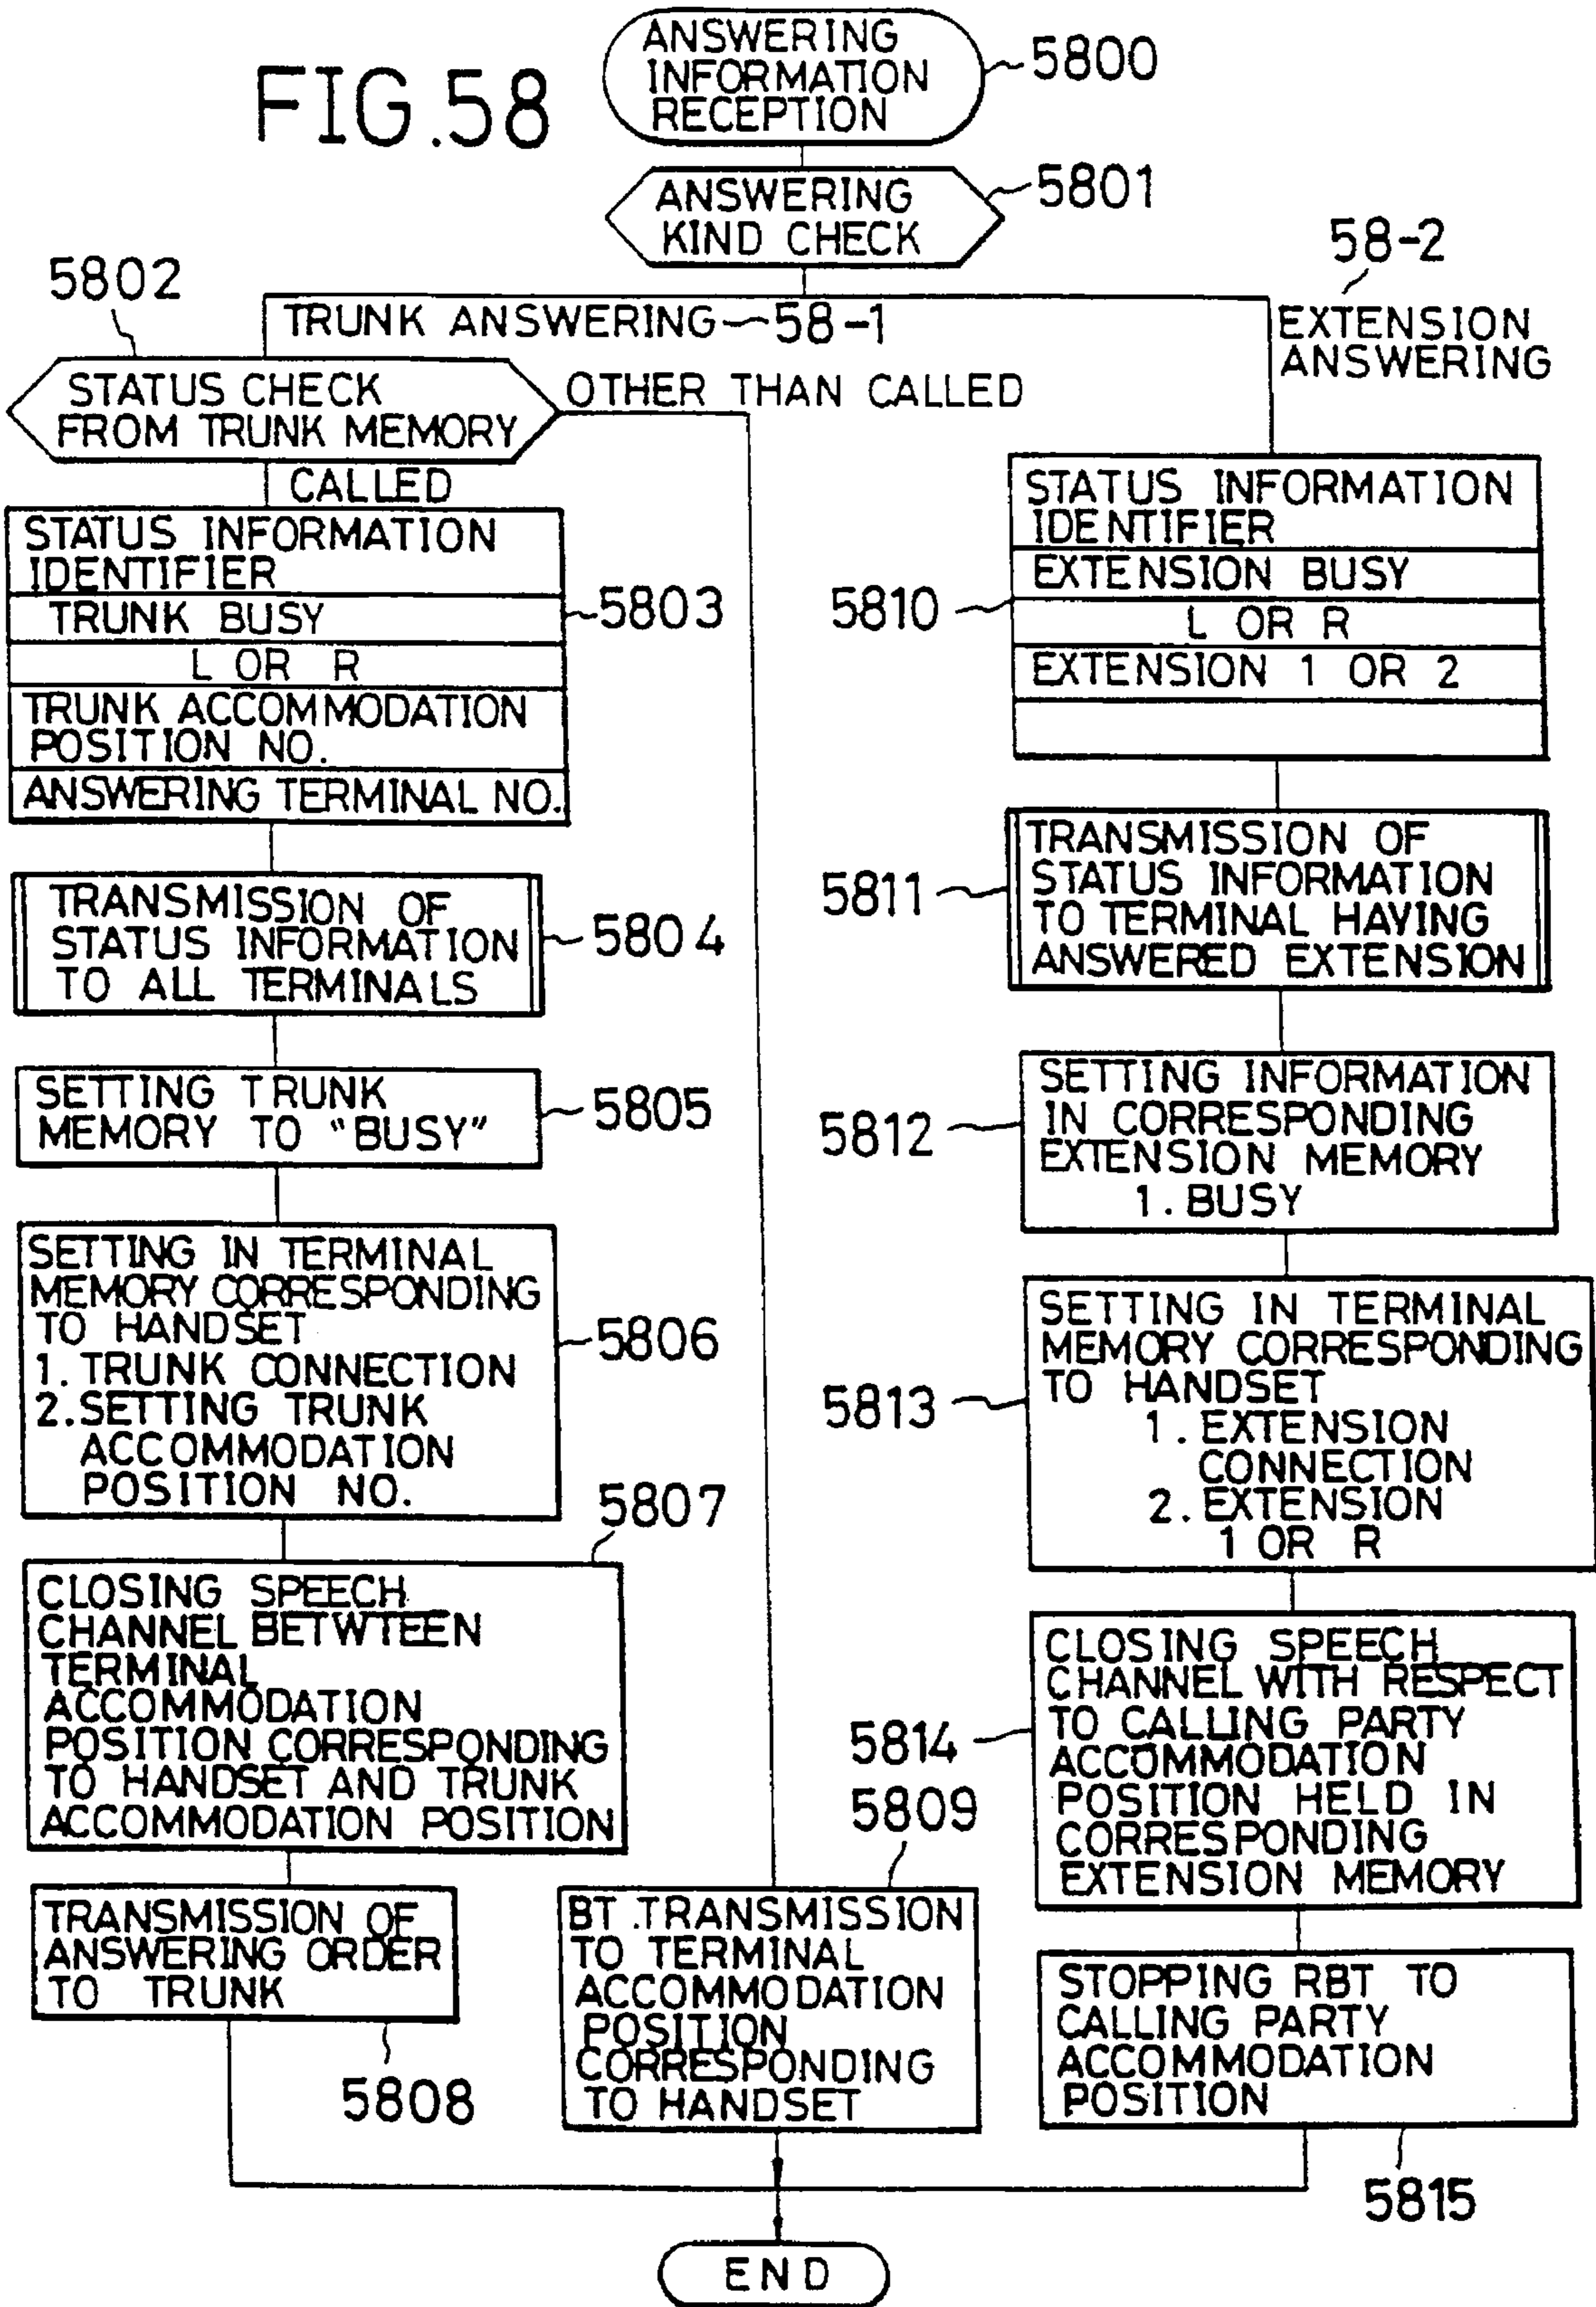 FIG.58
ANSWERING
INFORMATION
RECEPTION
5800
ANSWERING
KIND CHECK
5801
58-2
5802
TRUNK ANSWERING
58-1
EXTENSION
ANSWERING
STATUS CHECK
FROM TRUNK MEMORY
OTHER THAN CALLED
CALLED
STATUS INFORMATION
IDENTIFIER
TRUNK BUSY
L OR R
TRUNK ACCOMMODATION
POSITION NO.
ANSWERING TERMINAL NO.
5803
TRANSMISSION OF
STATUS INFORMATION
TO ALL TERMINALS
5804
SETTING TRUNK
MEMORY TO "BUSY"
5805
SETTING IN TERMINAL
MEMORY CORRESPONDING
TO HANDSET
1. TRUNK CONNECTION
2. SETTING TRUNK
ACCOMMODATION
POSITION NO.
5806
5807
CLOSING SPEECH
CHANNEL BETWTEEN
TERMINAL
ACCOMMODATION
POSITION CORRESPONDING
TO HANDSET AND TRUNK
ACCOMMODATION POSITION
TRANSMISSION OF
ANSWERING ORDER
TO TRUNK
5808
5809
BT TRANSMISSION
TO TERMINAL
ACCOMMODATION
POSITION
CORRESPONDING
TO HANDSET
STATUS INFORMATION
IDENTIFIER
EXTENSION BUSY
L OR R
EXTENSION 1 OR 2
5810
TRANSMISSION OF
STATUS INFORMATION
TO TERMINAL HAVING
ANSWERED EXTENSION
5811
SETTING INFORMATION
IN CORRESPONDING
EXTENSION MEMORY
1. BUSY
5812
SETTING IN TERMINAL
MEMORY CORRESPONDING
TO HANDSET
1. EXTENSION
CONNECTION
2. EXTENSION
1 OR R
5813
CLOSING SPEECH
CHANNEL WITH RESPECT
TO CALLING PARTY
ACCOMMODATION
POSITION HELD IN
CORRESPONDING
EXTENSION MEMORY
5814
STOPPING RBT TO
CALLING PARTY
ACCOMMODATION
POSITION
5815
END